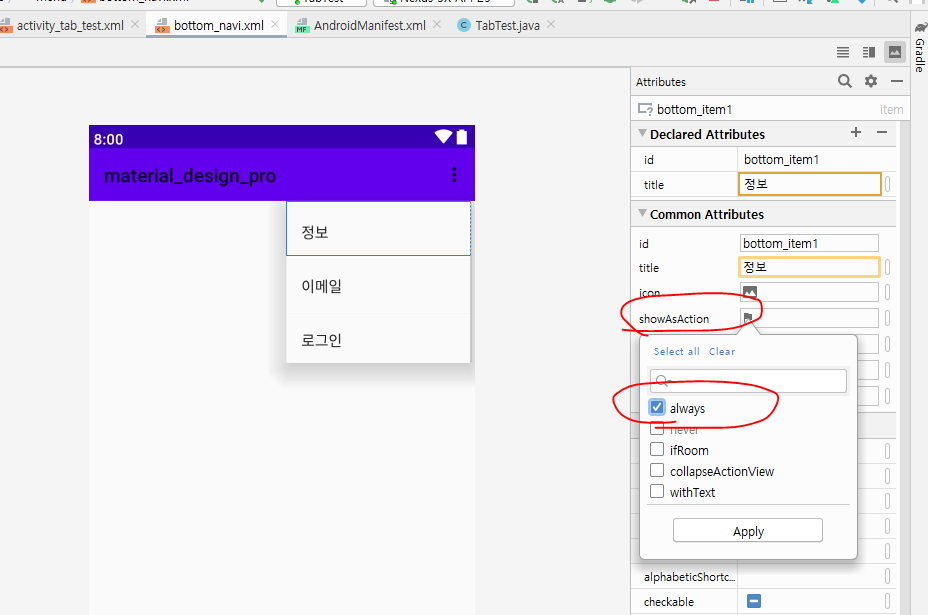 activity_tab_test.xml
bottom_navi.xml
AndroidManifest.xml
TabTest.java
Gradle
Attributes
bottom_item1 item
Declared Attributes
id bottom_item1
title 정보
Common Attributes
id bottom_item1
title 정보
icon
showAsAction
Select all Clear
always
never
ifRoom
collapseActionView
withText
Apply
alphabeticShortc...
checkable
8:00
material_design_pro
정보
이메일
로그인